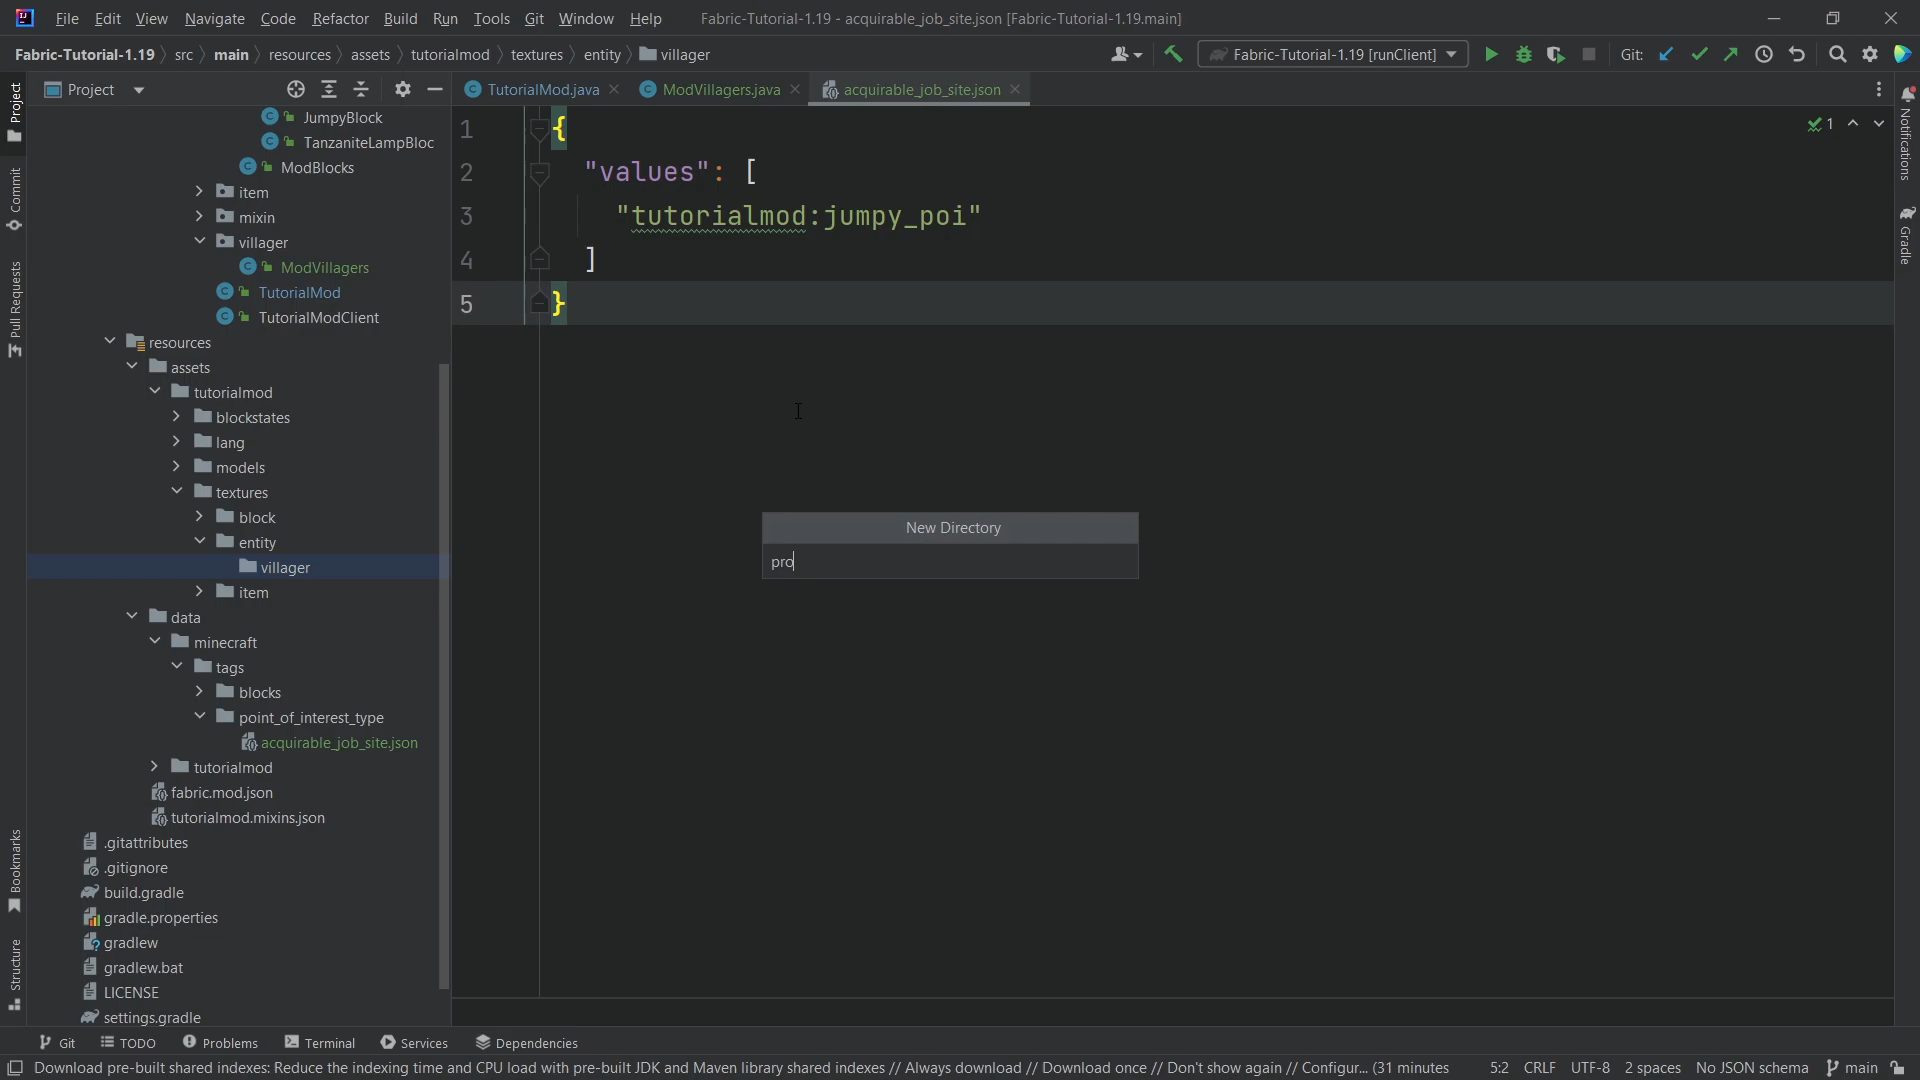 File Edit View Navigate Code Refactor Build Run Tools Git Window Help Fabric-Tutorial-1.19 - acquirable_job_site.json [Fabric-Tutorial-1.19.main]
Fabric-Tutorial-1.19 src main resources assets tutorialmod textures entity villager Fabric-Tutorial-1.19 [runClient] Git:
Project TutorialMod.java ModVillagers.java acquirable_job_site.json
Project
Commit
Pull Requests
Bookmarks
Structure
JumpyBlock
TanzaniteLampBloc
ModBlocks
item
mixin
villager
ModVillagers
TutorialMod
TutorialModClient
resources
assets
tutorialmod
blockstates
lang
models
textures
block
entity
villager
item
data
minecraft
tags
blocks
point_of_interest_type
acquirable_job_site.json
tutorialmod
fabric.mod.json
tutorialmod.mixins.json
.gitattributes
.gitignore
build.gradle
gradle.properties
gradlew
gradlew.bat
LICENSE
settings.gradle
1 {
2 "values": [
3 "tutorialmod:jumpy_poi"
4 ]
5 }
1
New Directory
pro
Notifications
Gradle
Git TODO Problems Terminal Services Dependencies
Download pre-built shared indexes: Reduce the indexing time and CPU load with pre-built JDK and Maven library shared indexes // Always download // Download once // Don't show again // Configur... (31 minutes 5:2 CRLF UTF-8 2 spaces No JSON schema main